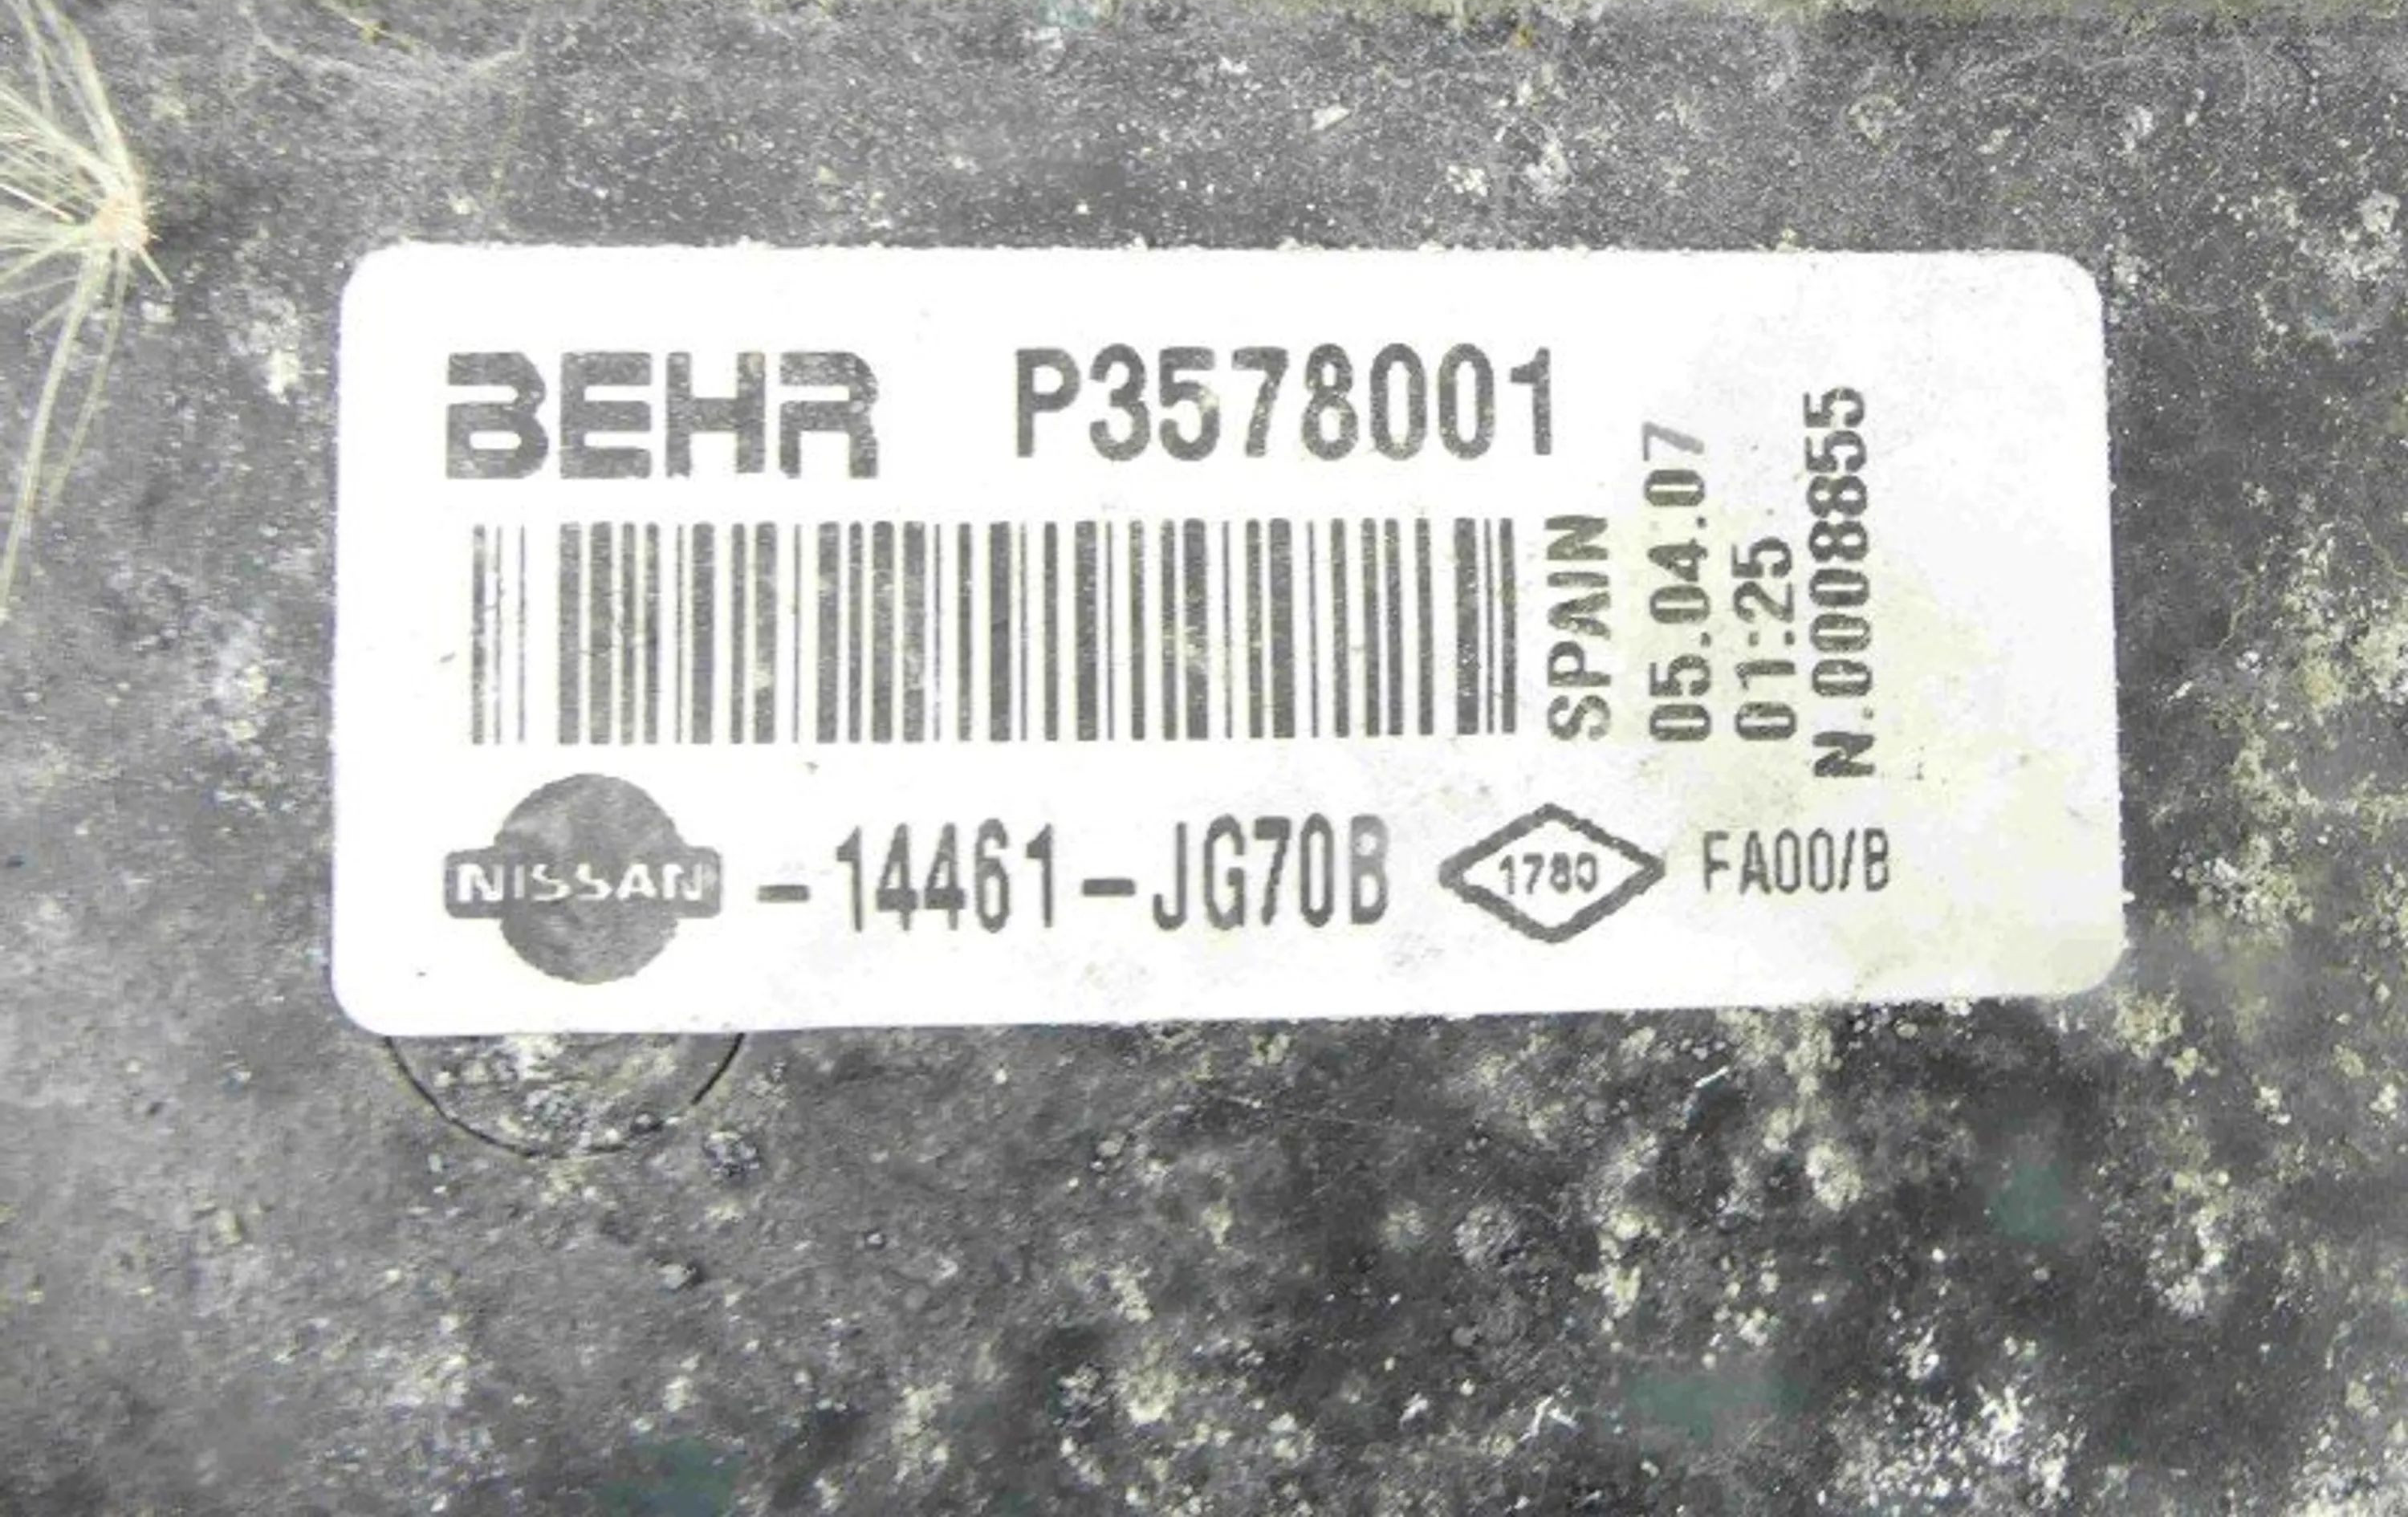 BEHR P3578001
SPAIN
05.04.07
01:25
N.0008855
NISSAN -14461-JG70B 1780 FA00/B